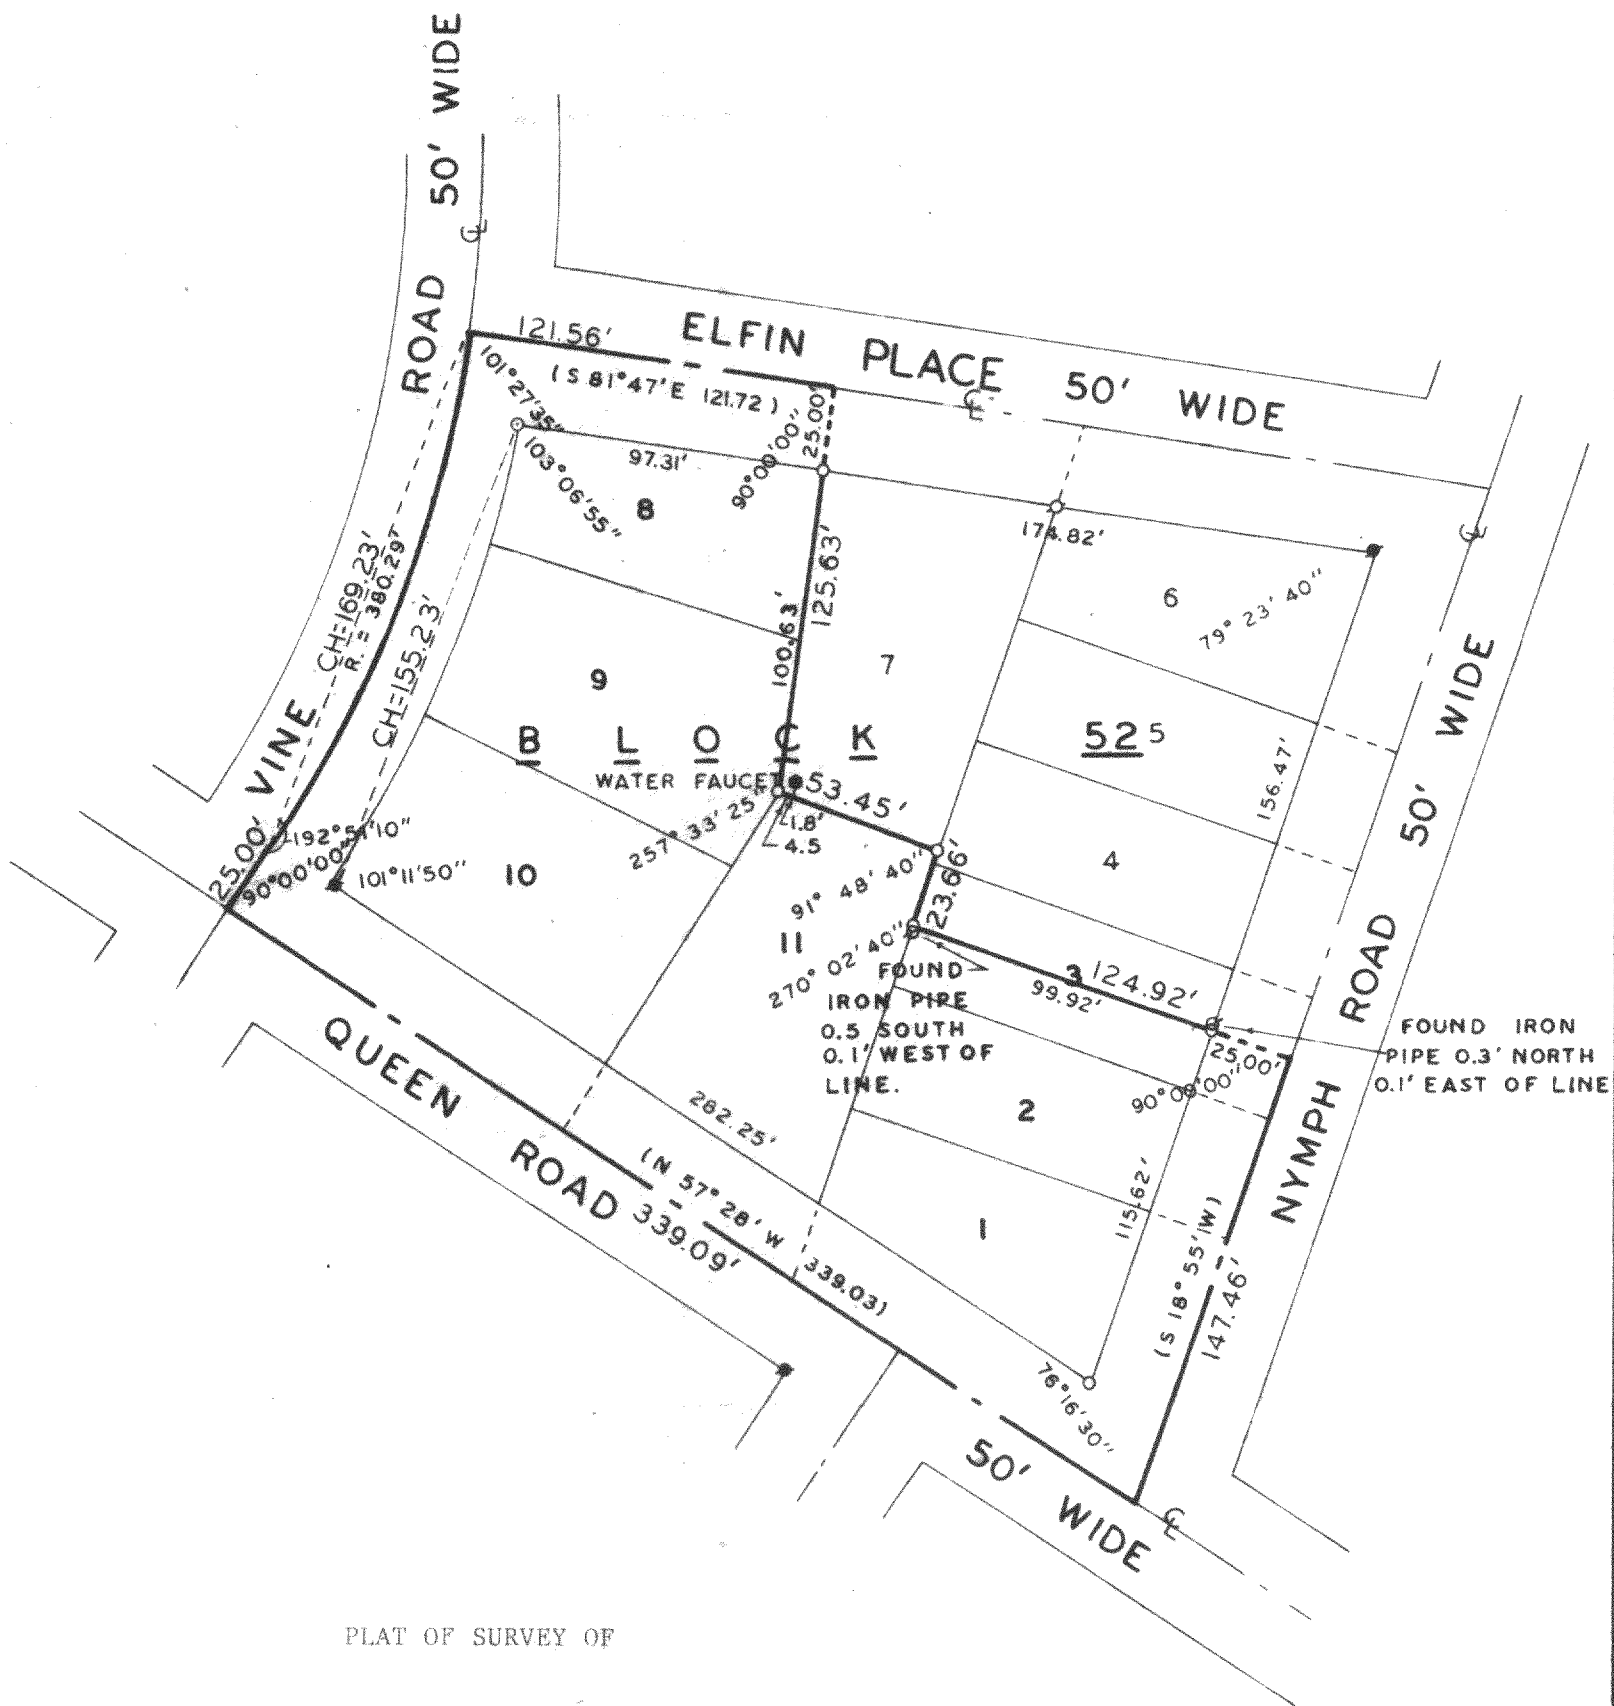 VINE ROAD 50' WIDE
℄
121.56'
ELFIN PLACE 50' WIDE
℄
(S 81°47'E 121.72)
101°27'35"
25.00'
90°00'00"
97.31'
103°06'55"
8
174.82'
℄
6
79° 23' 40"
CH=169.23'
R. = 380.29'
CH=155.23'
125.63'
100.63'
7
9
BLOCK 52
5
WATER FAUCET
53.45'
1.8'
4.5
257° 33' 25"
156.47'
25.00'
90°00'00"
101°11'50"
10
4
91° 48' 40"
23.66'
11
270° 02' 40"
3
124.92'
99.92'
FOUND
IRON PIPE
0.5 SOUTH
0.1' WEST OF
LINE.
25.00'
90°00'00"
FOUND IRON
PIPE 0.3' NORTH
0.1' EAST OF LINE
NYMPH ROAD 50' WIDE
2
1
115.62'
282.25'
QUEEN ROAD
50' WIDE
(N 57°28' W 339.03)
339.09'
(S 18° 55' W)
147.46'
76°16'30"
℄
PLAT OF SURVEY OF